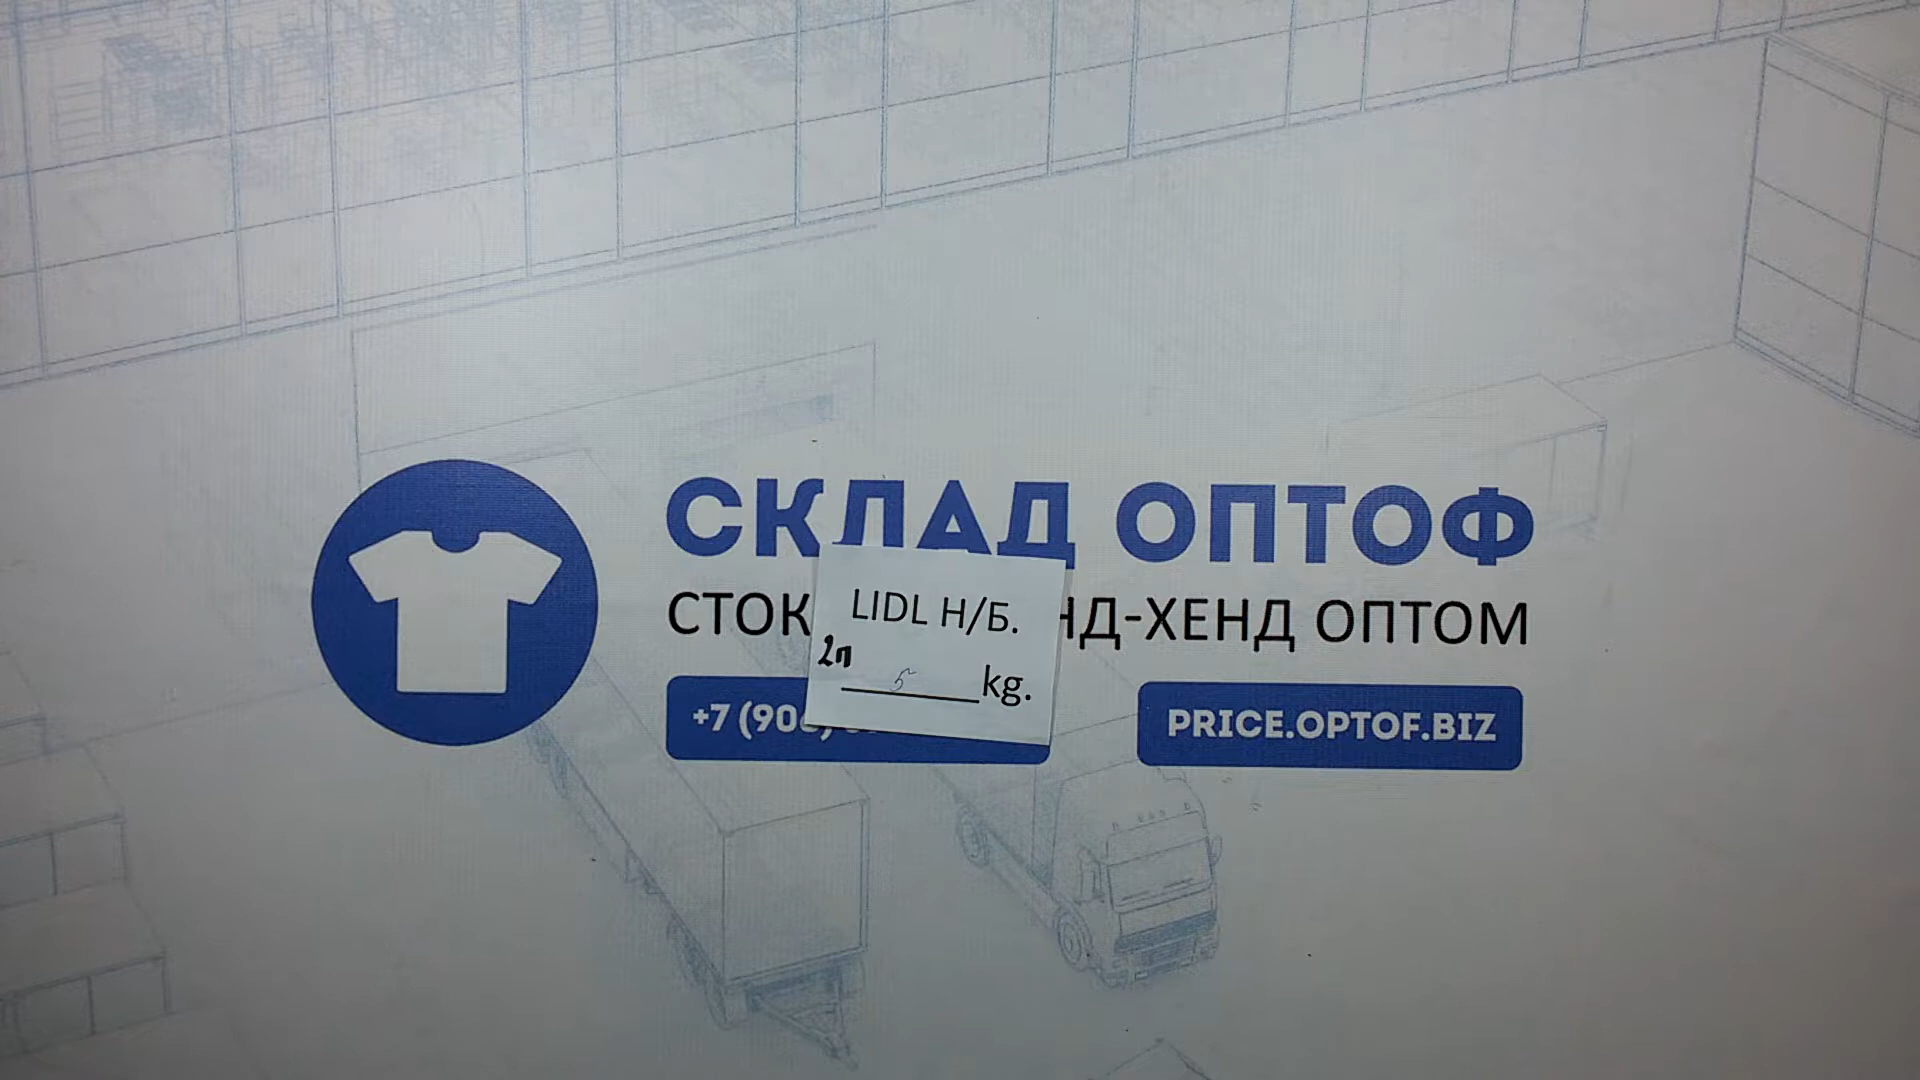 СКЛАД ОПТОФ
СТОК НД-ХЕНД ОПТОМ
LIDL Н/Б.
2п
5 kg.
+7 (90
PRICE.OPTOF.BIZ